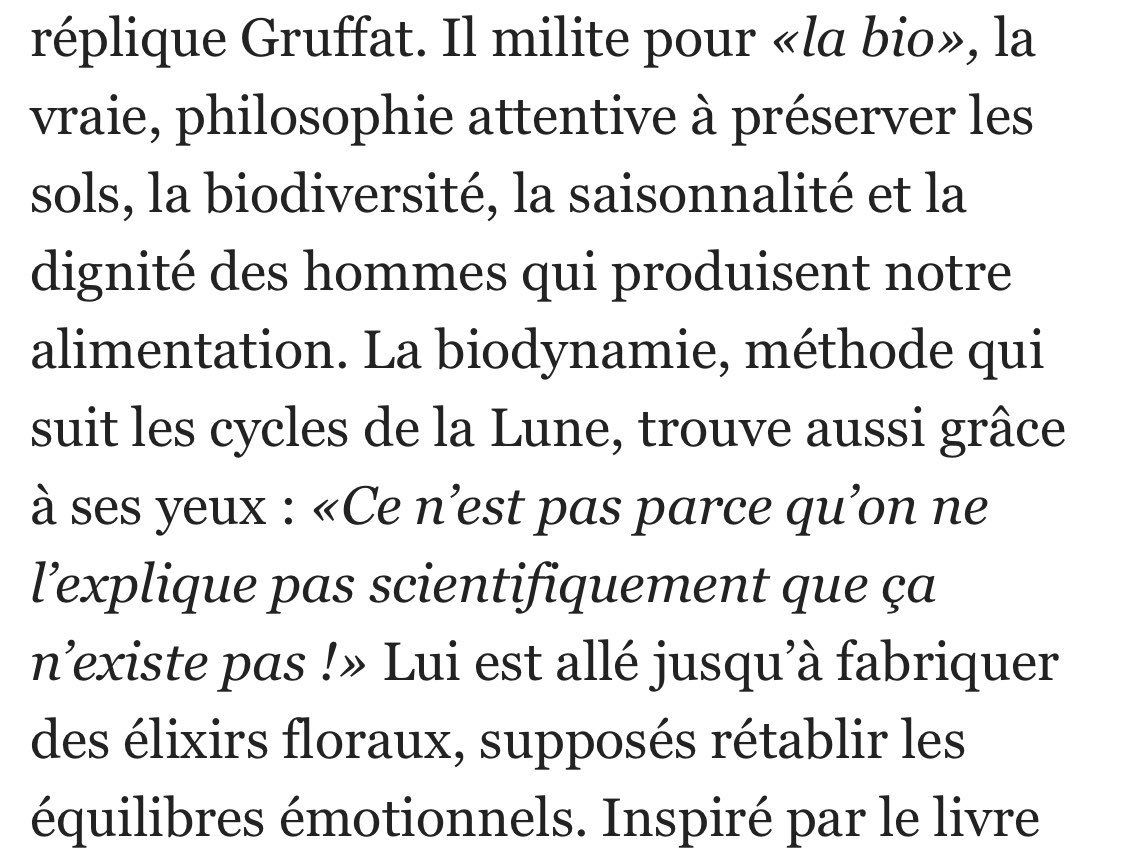 réplique Gruffat. Il milite pour «la bio», la
vraie, philosophie attentive à préserver les
sols, la biodiversité, la saisonnalité et la
dignité des hommes qui produisent notre
alimentation. La biodynamie, méthode qui
suit les cycles de la Lune, trouve aussi grâce
à ses yeux : «Ce n’est pas parce qu’on ne
l’explique pas scientifiquement que ça
n’existe pas !» Lui est allé jusqu’à fabriquer
des élixirs floraux, supposés rétablir les
équilibres émotionnels. Inspiré par le livre